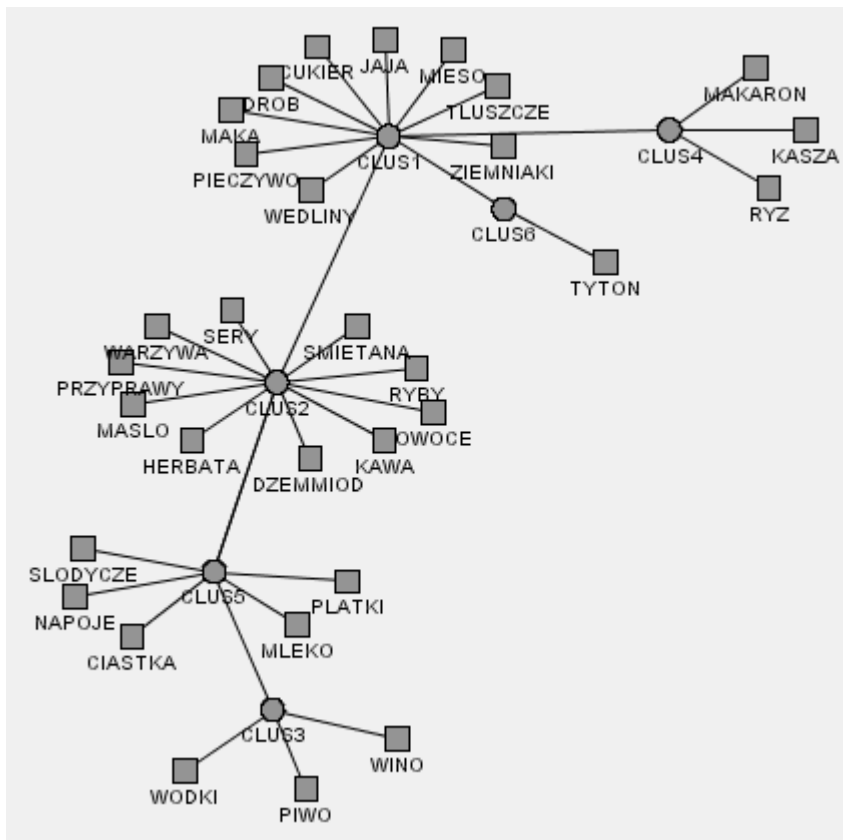 JAJA
CUKIER
MIESO
MAKARON
DROB
TLUSZCZE
MAKA
CLUS1
CLUS4
KASZA
ZIEMNIAKI
PIECZYWO
WEDLINY
RYZ
CLUS6
TYTON
SERY
WARZYWA
SMIETANA
PRZYPRAWY
RYBY
CLUS2
MASLO
OWOCE
HERBATA
KAWA
DZEMMIOD
SLODYCZE
CLUS5
PLATKI
NAPOJE
MLEKO
CIASTKA
CLUS3
WINO
WODKI
PIWO